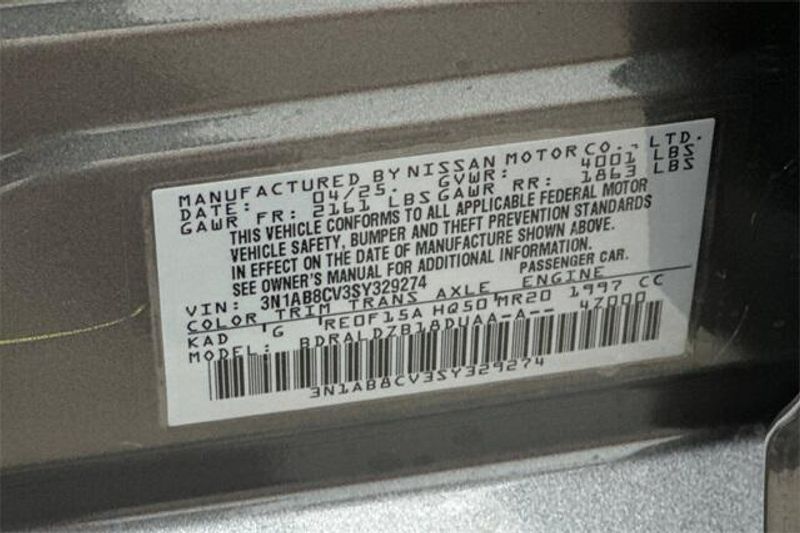 MANUFACTURED BY NISSAN MOTOR CO., LTD.
DATE: 04/25. GVWR: 4001 LBS
GAWR FR: 2161 LBS GAWR RR: 1863 LBS
THIS VEHICLE CONFORMS TO ALL APPLICABLE FEDERAL MOTOR
VEHICLE SAFETY, BUMPER AND THEFT PREVENTION STANDARDS
IN EFFECT ON THE DATE OF MANUFACTURE SHOWN ABOVE.
SEE OWNER'S MANUAL FOR ADDITIONAL INFORMATION.
VIN: 3N1AB8CV3SY329274 PASSENGER CAR.
COLOR TRIM TRANS AXLE ENGINE
KAD G RE0F15A HQ50 MR20 1997 CC
MODEL: BDRALDZB18DUAA-A-- 4Z000
3N1AB8CV3SY329274